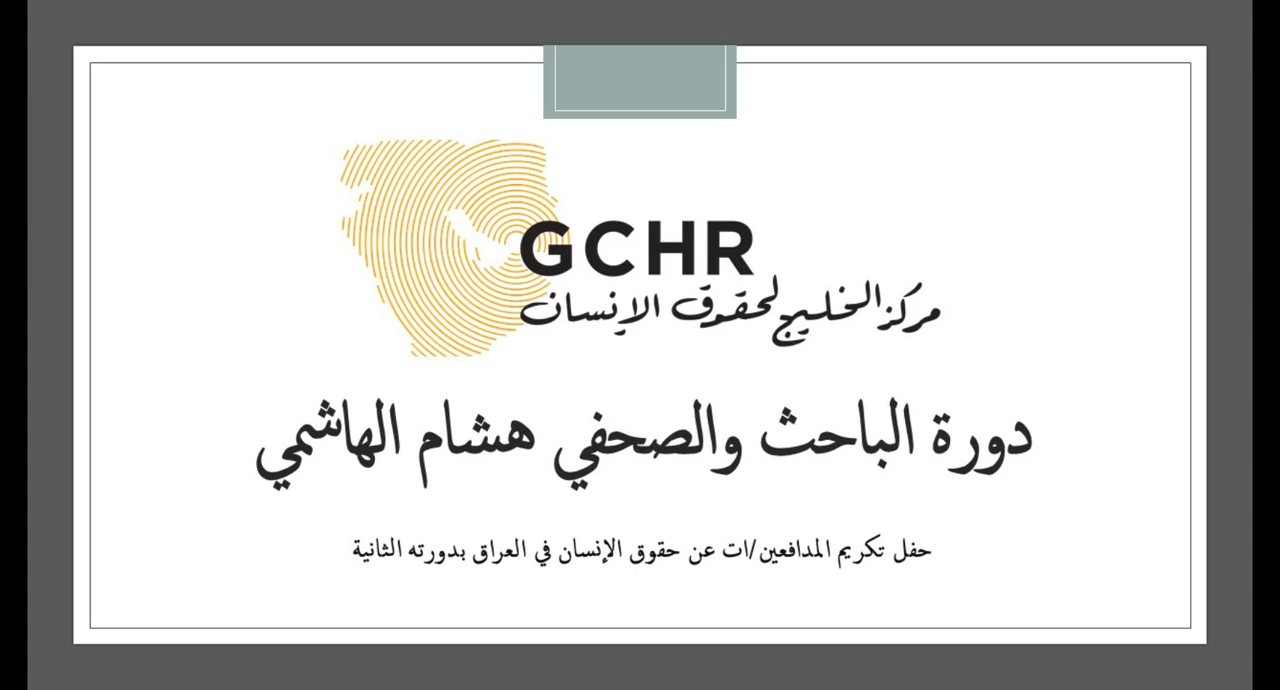 GCHR
مركز الخليج لحقوق الإنسان
دورة الباحث والصحفي هشام الهاشمي
حفل تكريم المدافعين/ات عن حقوق الإنسان في العراق بدورته الثانية